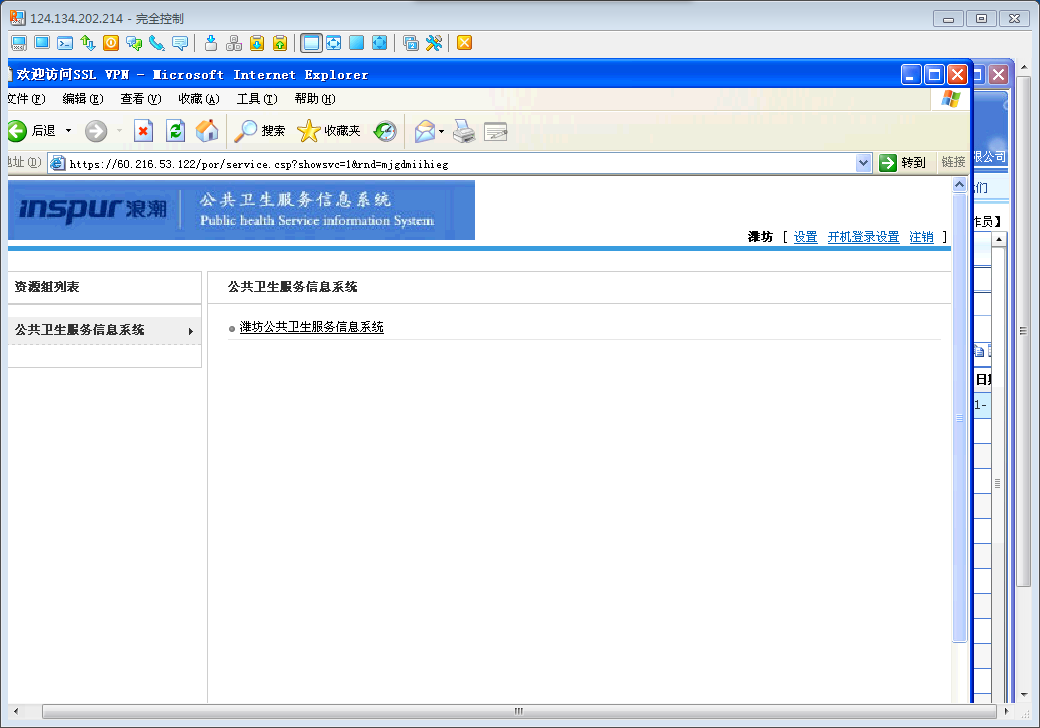 124.134.202.214 - 完全控制
欢迎访问SSL VPN - Microsoft Internet Explorer
文件(F) 编辑(E) 查看(V) 收藏(A) 工具(T) 帮助(H)
后退 搜索 收藏夹
地址(D) https://60.216.53.122/por/service.csp?showsvc=1&rnd=mjgdmiihieg 转到 链接
限公司
inspur 浪潮 公共卫生服务信息系统
Public health Service information System
们
作员】
潍坊 [ 设置 开机登录设置 注销 ]
资源组列表
公共卫生服务信息系统
公共卫生服务信息系统
潍坊公共卫生服务信息系统
1-